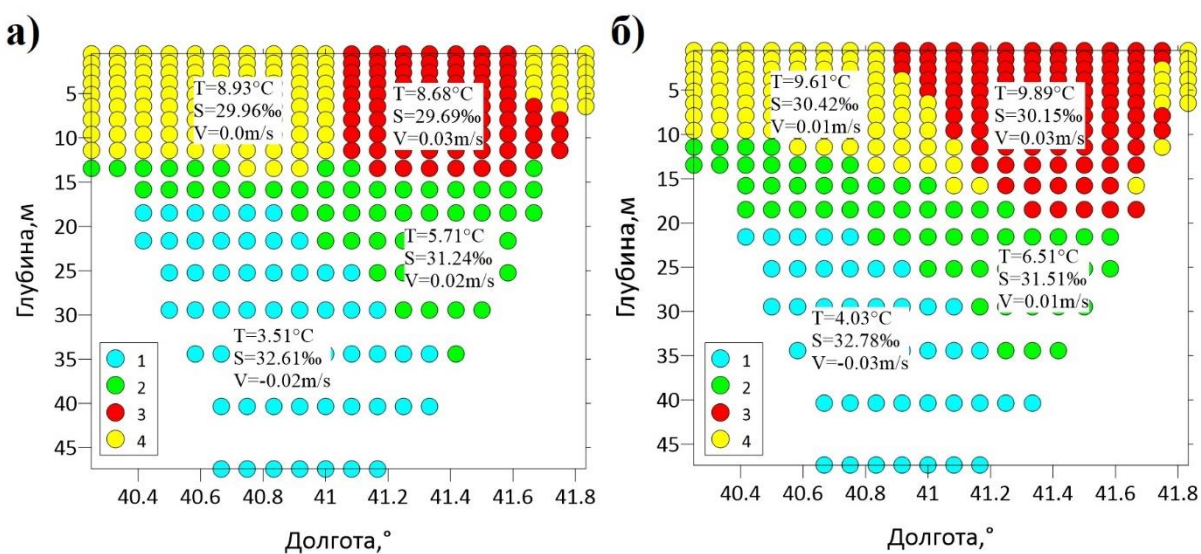 а)
T=8.93°C
S=29.96‰
V=0.0m/s
T=8.68°C
S=29.69‰
V=0.03m/s
T=5.71°C
S=31.24‰
V=0.02m/s
T=3.51°C
S=32.61‰
V=-0.02m/s
5
10
15
20
25
30
35
40
45
Глубина,м
1
2
3
4
40.4
40.6
40.8
41
41.2
41.4
41.6
41.8
Долгота,°
б)
T=9.61°C
S=30.42‰
V=0.01m/s
T=9.89°C
S=30.15‰
V=0.03m/s
T=6.51°C
S=31.51‰
V=0.01m/s
T=4.03°C
S=32.78‰
V=-0.03m/s
5
10
15
20
25
30
35
40
45
Глубина,м
1
2
3
4
40.4
40.6
40.8
41
41.2
41.4
41.6
41.8
Долгота,°